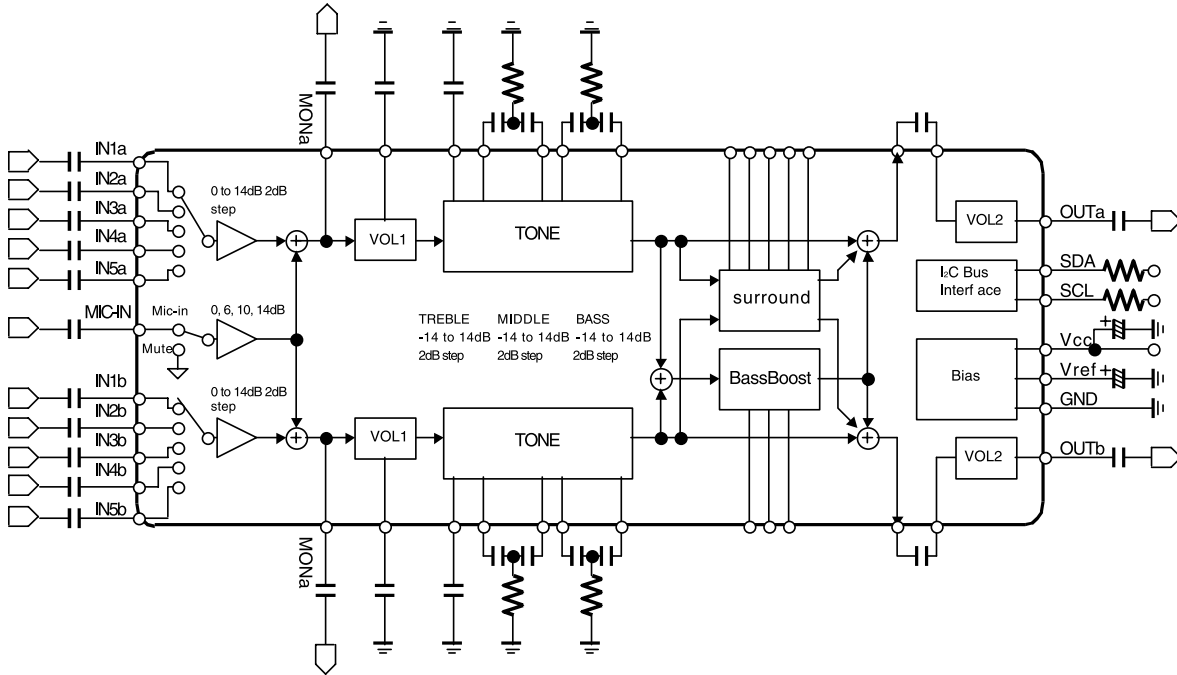 MONa
IN1a
IN2a
IN3a
IN4a
IN5a
0 to 14dB 2dB
step
VOL1
TONE
VOL2
OUTa
I2C Bus
Interf ace
SDA
SCL
surround
MIC-IN
Mic-in
Mute
0, 6, 10, 14dB
TREBLE
-14 to 14dB
2dB step
MIDDLE
-14 to 14dB
2dB step
BASS
-14 to 14dB
2dB step
BassBoost
Bias
+
Vcc
Vref +
GND
IN1b
IN2b
IN3b
IN4b
IN5b
0 to 14dB 2dB
step
VOL1
TONE
VOL2
OUTb
MONa